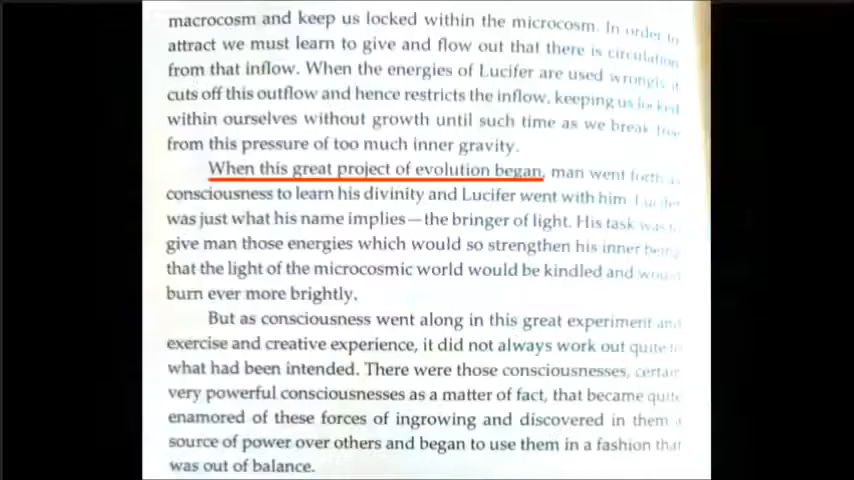 macrocosm and keep us locked within the microcosm. In order to
attract we must learn to give and flow out that there is circulation
from that inflow. When the energies of Lucifer are used wrongly it
cuts off this outflow and hence restricts the inflow, keeping us locked
within ourselves without growth until such time as we break free
from this pressure of too much inner gravity.
When this great project of evolution began, man went forth as
consciousness to learn his divinity and Lucifer went with him. Lucifer
was just what his name implies—the bringer of light. His task was to
give man those energies which would so strengthen his inner being
that the light of the microcosmic world would be kindled and would
burn ever more brightly.
But as consciousness went along in this great experiment and
exercise and creative experience, it did not always work out quite
what had been intended. There were those consciousnesses, certain
very powerful consciousnesses as a matter of fact, that became quite
enamored of these forces of ingrowing and discovered in them a
source of power over others and began to use them in a fashion that
was out of balance.